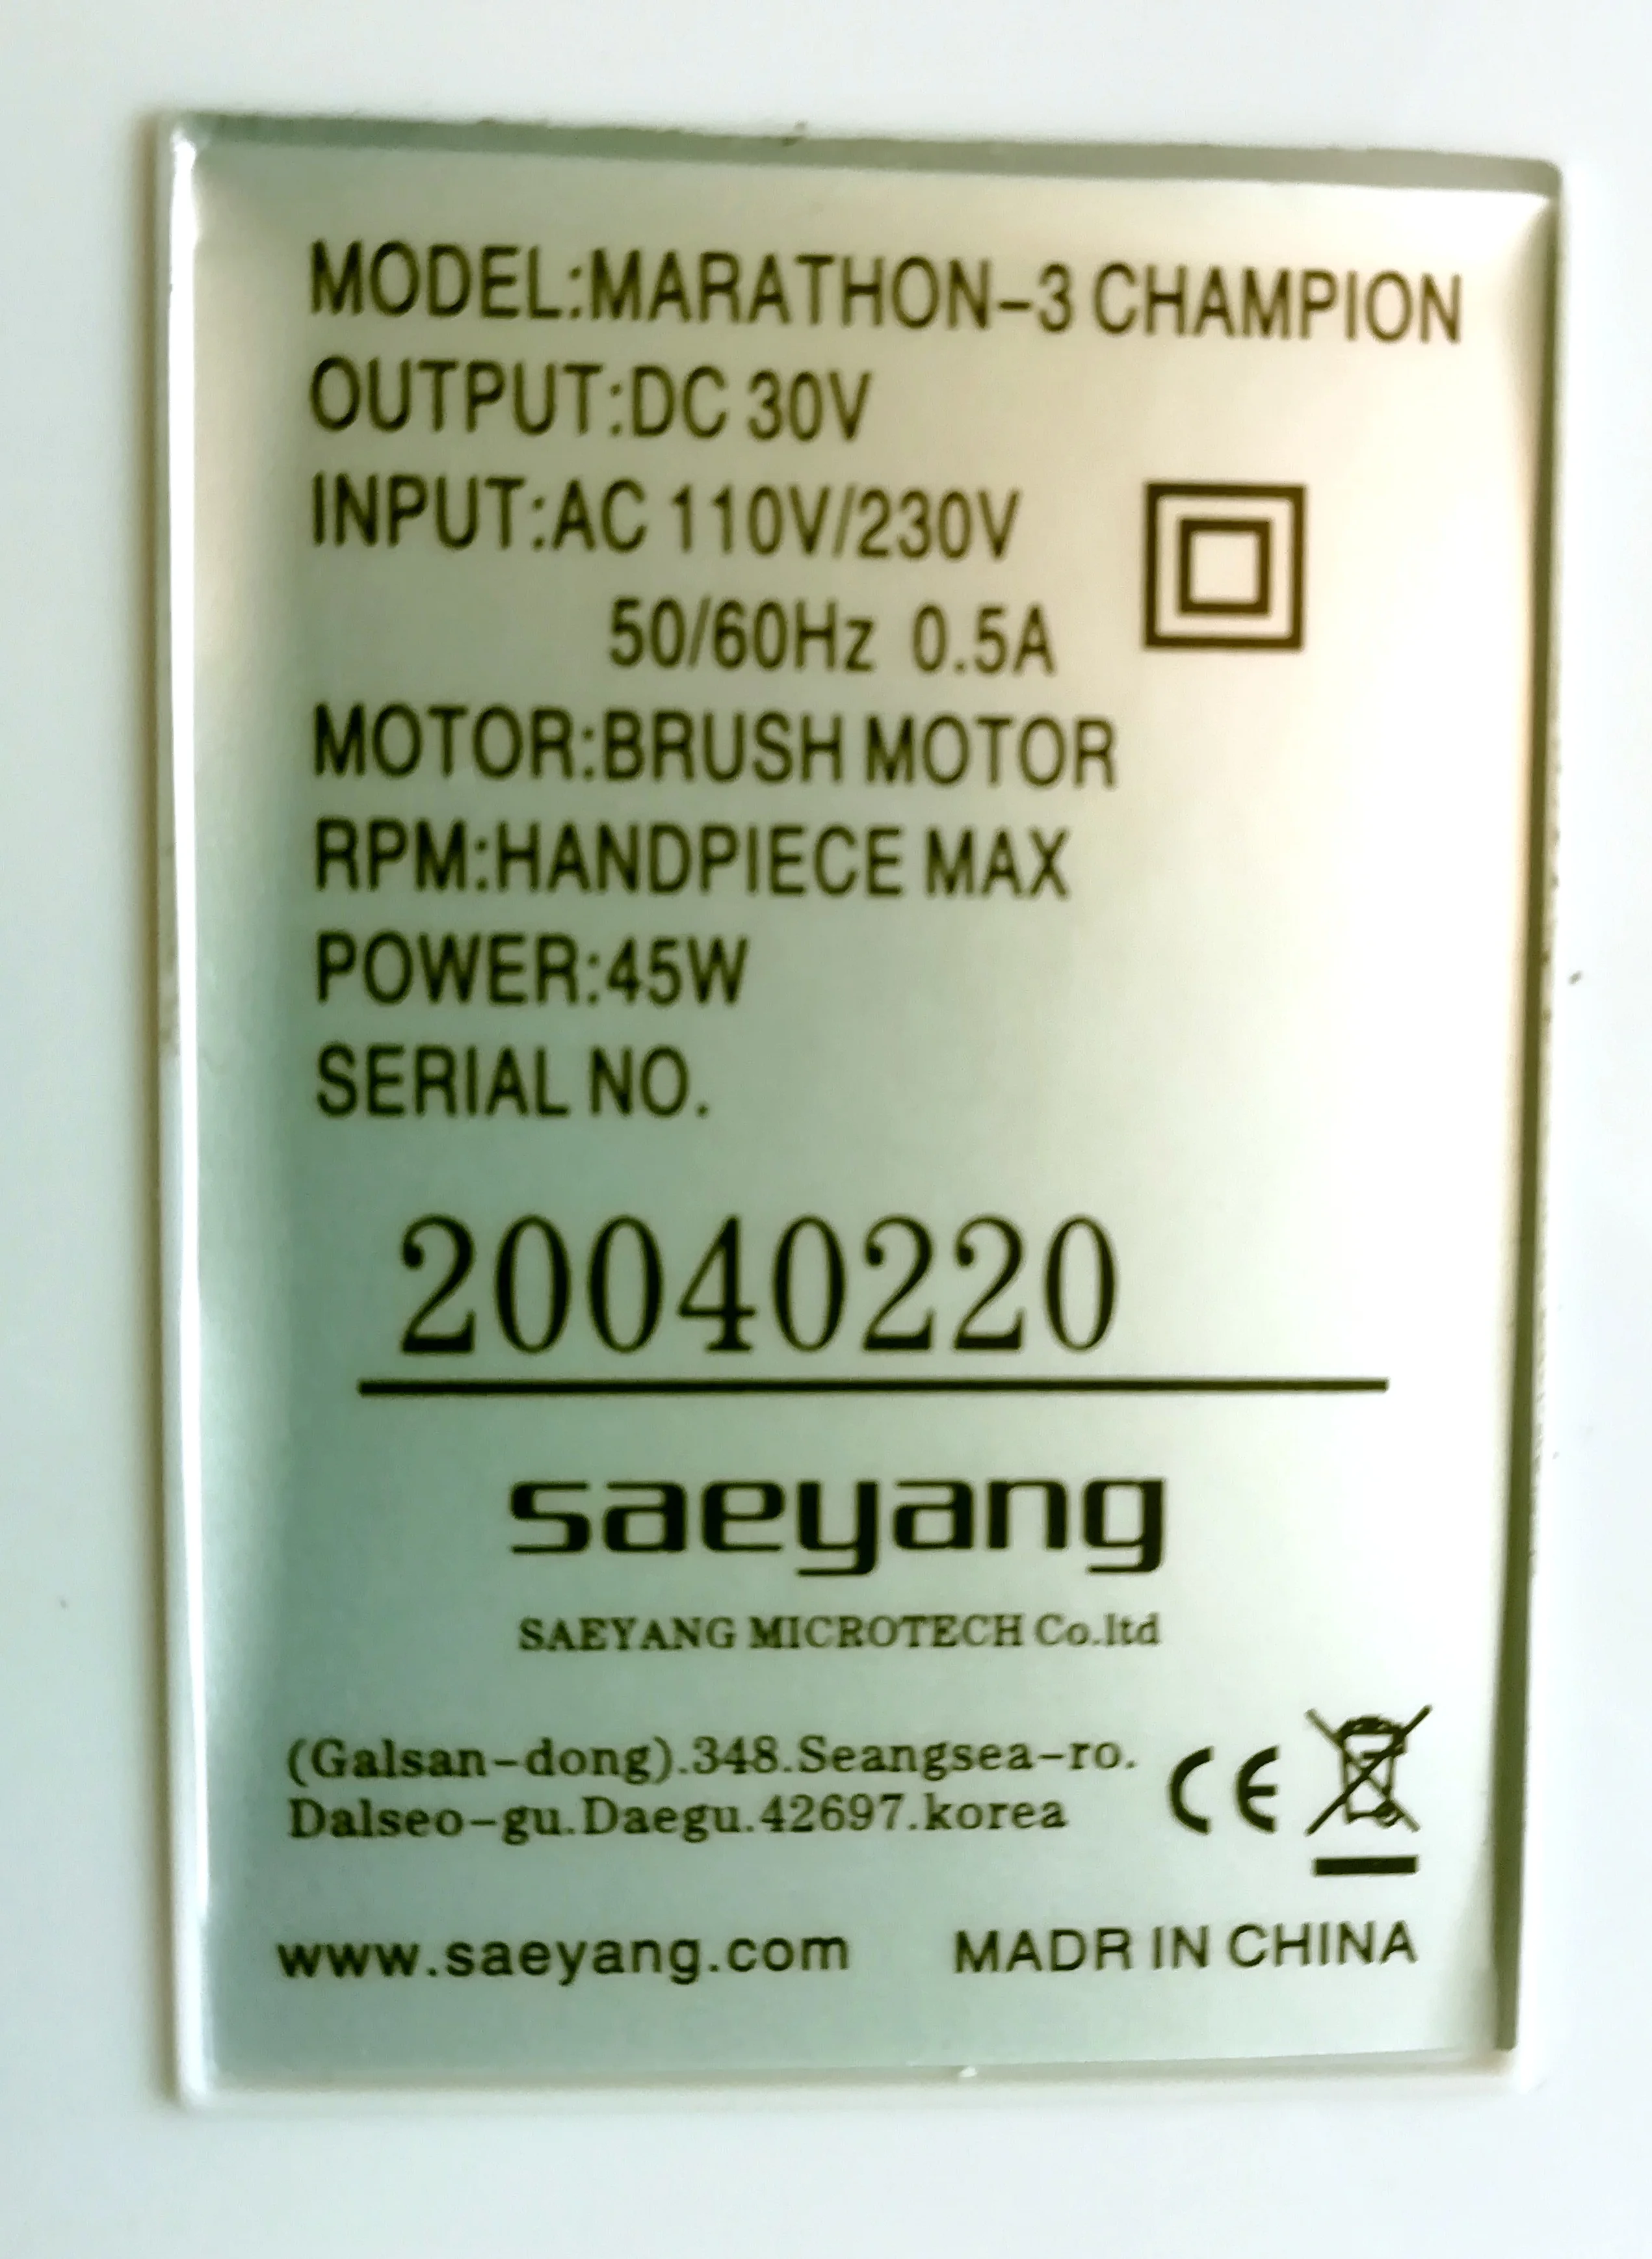 MODEL:MARATHON-3 CHAMPION
OUTPUT:DC 30V
INPUT:AC 110V/230V
50/60Hz 0.5A
MOTOR:BRUSH MOTOR
RPM:HANDPIECE MAX
POWER:45W
SERIAL NO.
20040220
saeyang
SAEYANG MICROTECH Co.ltd
(Galsan-dong).348.Seangsea-ro.
Dalseo-gu.Daegu.42697.korea
CE
www.saeyang.com MADR IN CHINA